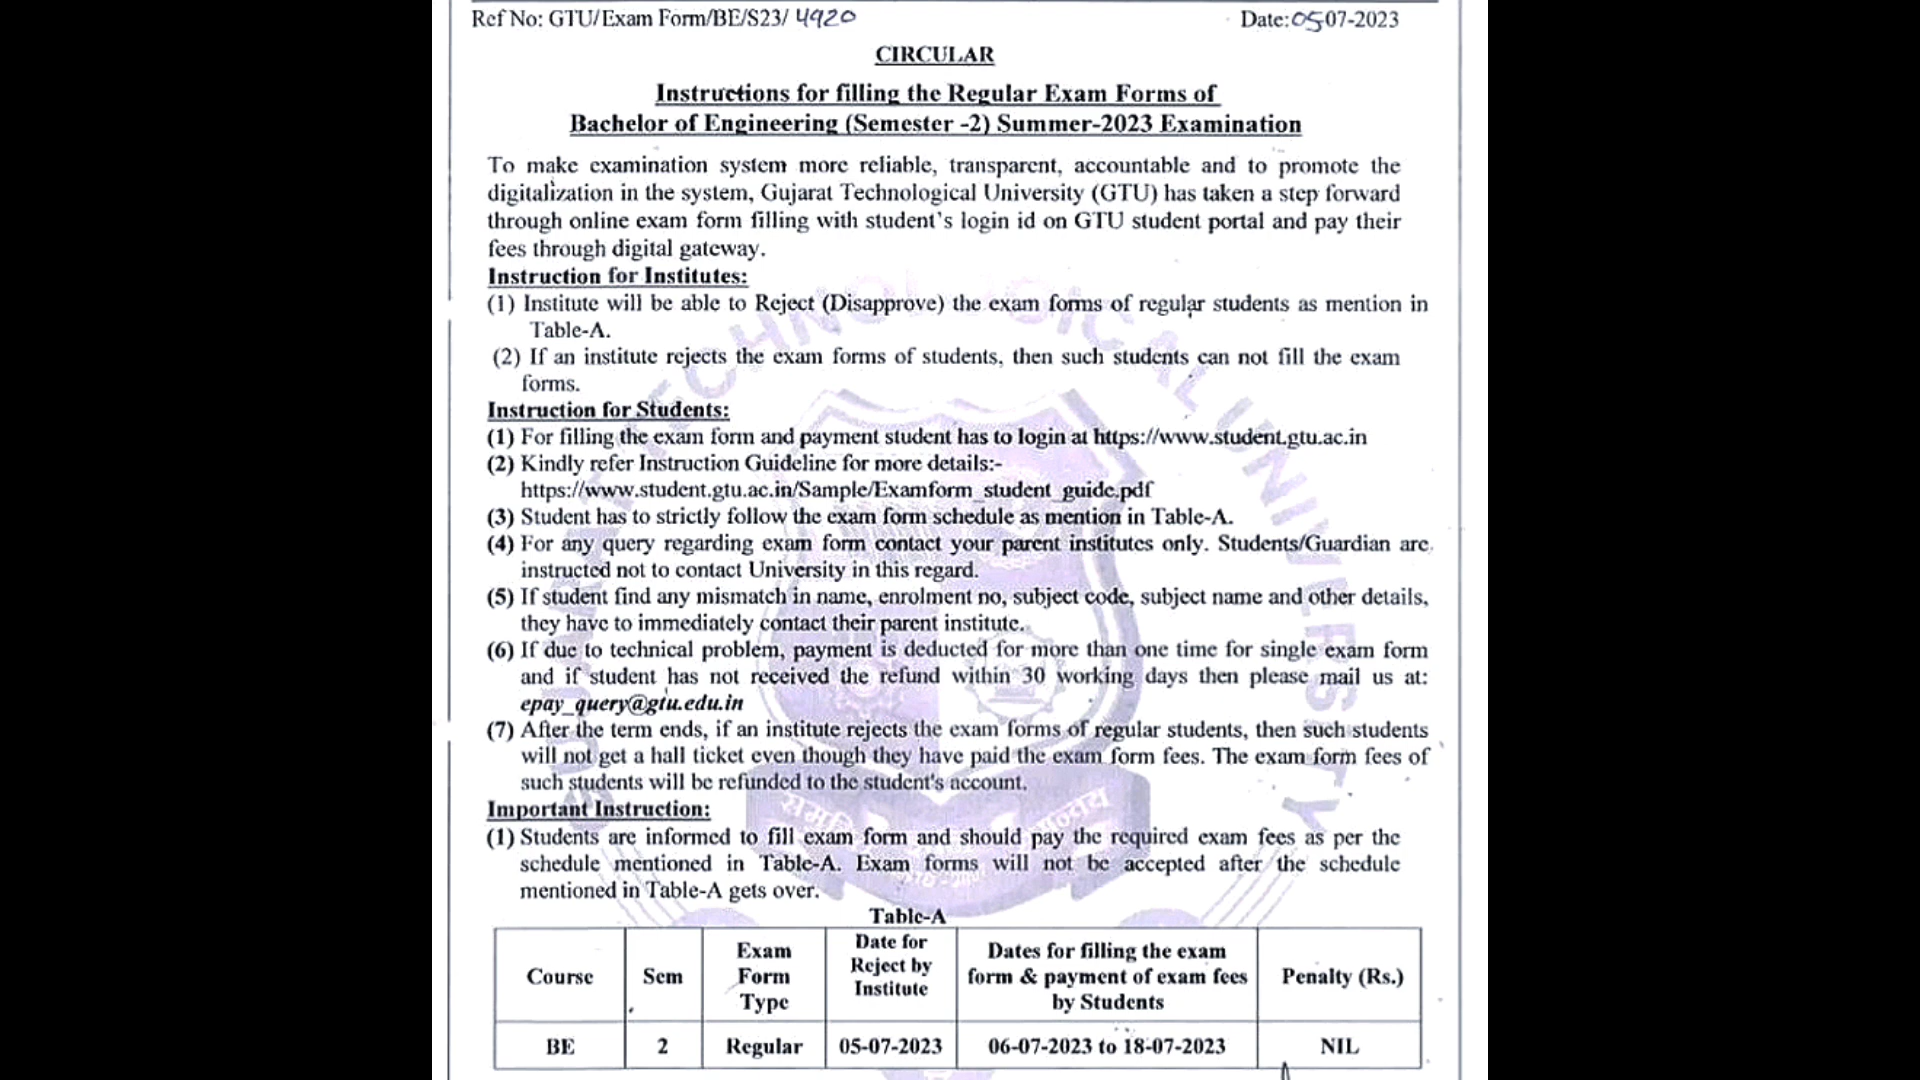 Ref No: GTU/Exam Form/BE/S23/ 4920 Date:0507-2023
CIRCULAR
Instructions for filling the Regular Exam Forms of
Bachelor of Engineering (Semester -2) Summer-2023 Examination
To make examination system more reliable, transparent, accountable and to promote the
digitalization in the system, Gujarat Technological University (GTU) has taken a step forward
through online exam form filling with student's login id on GTU student portal and pay their
fees through digital gateway.
Instruction for Institutes:
(1) Institute will be able to Reject (Disapprove) the exam forms of regular students as mention in
Table-A.
(2) If an institute rejects the exam forms of students, then such students can not fill the exam
forms.
Instruction for Students:
(1) For filling the exam form and payment student has to login at https://www.student.gtu.ac.in
(2) Kindly refer Instruction Guideline for more details:-
https://www.student.gtu.ac.in/Sample/Examform_student_guide.pdf
(3) Student has to strictly follow the exam form schedule as mention in Table-A.
(4) For any query regarding exam form contact your parent institutes only. Students/Guardian are
instructed not to contact University in this regard.
(5) If student find any mismatch in name, enrolment no, subject code, subject name and other details,
they have to immediately contact their parent institute.
(6) If due to technical problem, payment is deducted for more than one time for single exam form
and if student has not received the refund within 30 working days then please mail us at:
epay_query@gtu.edu.in
(7) After the term ends, if an institute rejects the exam forms of regular students, then such students
will not get a hall ticket even though they have paid the exam form fees. The exam form fees of
such students will be refunded to the student's account.
Important Instruction:
(1) Students are informed to fill exam form and should pay the required exam fees as per the
schedule mentioned in Table-A. Exam forms will not be accepted after the schedule
mentioned in Table-A gets over.
Table-A
Course Sem Exam Form Type Date for Reject by Institute Dates for filling the exam form & payment of exam fees by Students Penalty (Rs.)
BE 2 Regular 05-07-2023 06-07-2023 to 18-07-2023 NIL
GUJARAT TECHNOLOGICAL UNIVERSITY